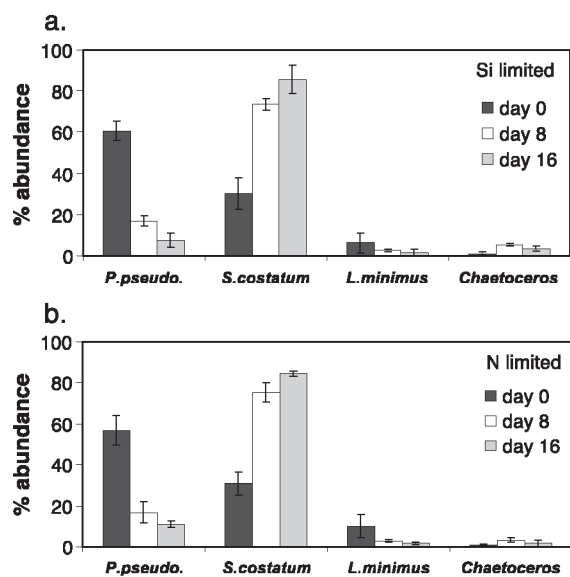 a.
100
80
60
40
20
0
% abundance
Si limited
day 0
day 8
day 16
P.pseudo. S.costatum L.minimus Chaetoceros
b.
100
80
60
40
20
0
% abundance
N limited
day 0
day 8
day 16
P.pseudo. S.costatum L.minimus Chaetoceros